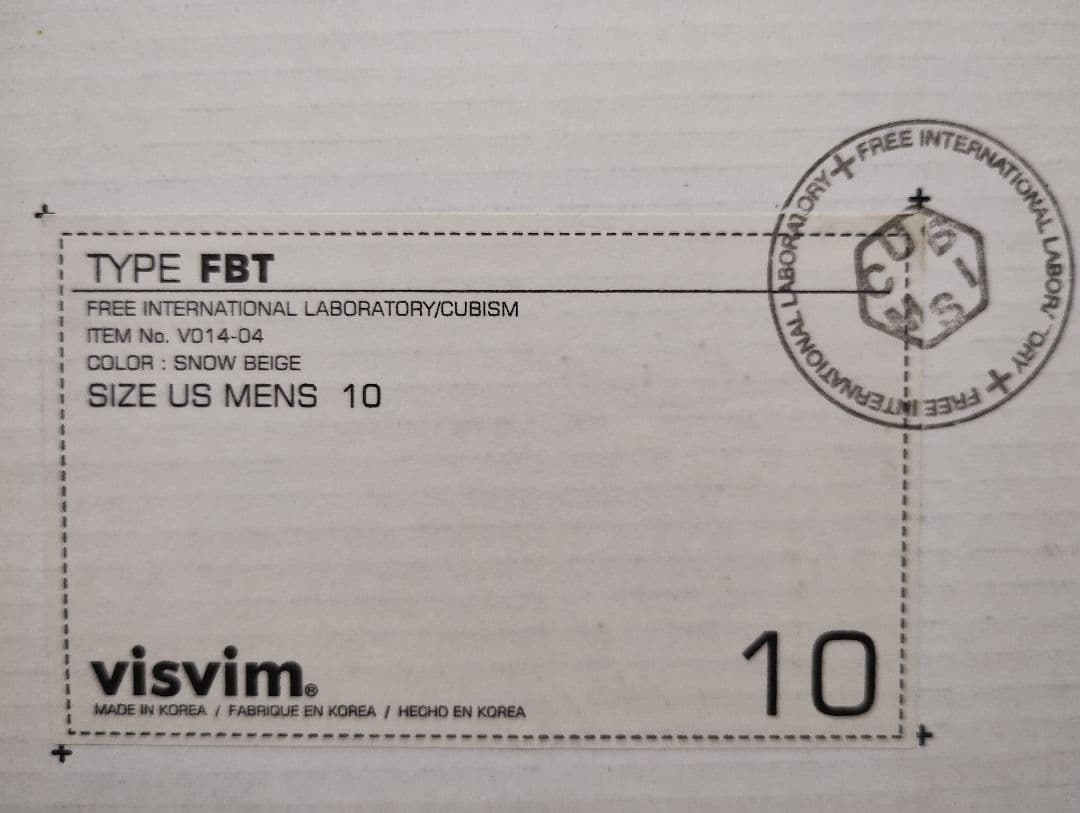 TYPE FBT
FREE INTERNATIONAL LABORATORY/CUBISM
ITEM No. V014-04
COLOR : SNOW BEIGE
SIZE US MENS 10
FREE INTERNATIONAL LABORATORY + FREE INTERNATIONAL LABORATORY +
CUBISM
visvim®
MADE IN KOREA / FABRIQUE EN KOREA / HECHO EN KOREA
10